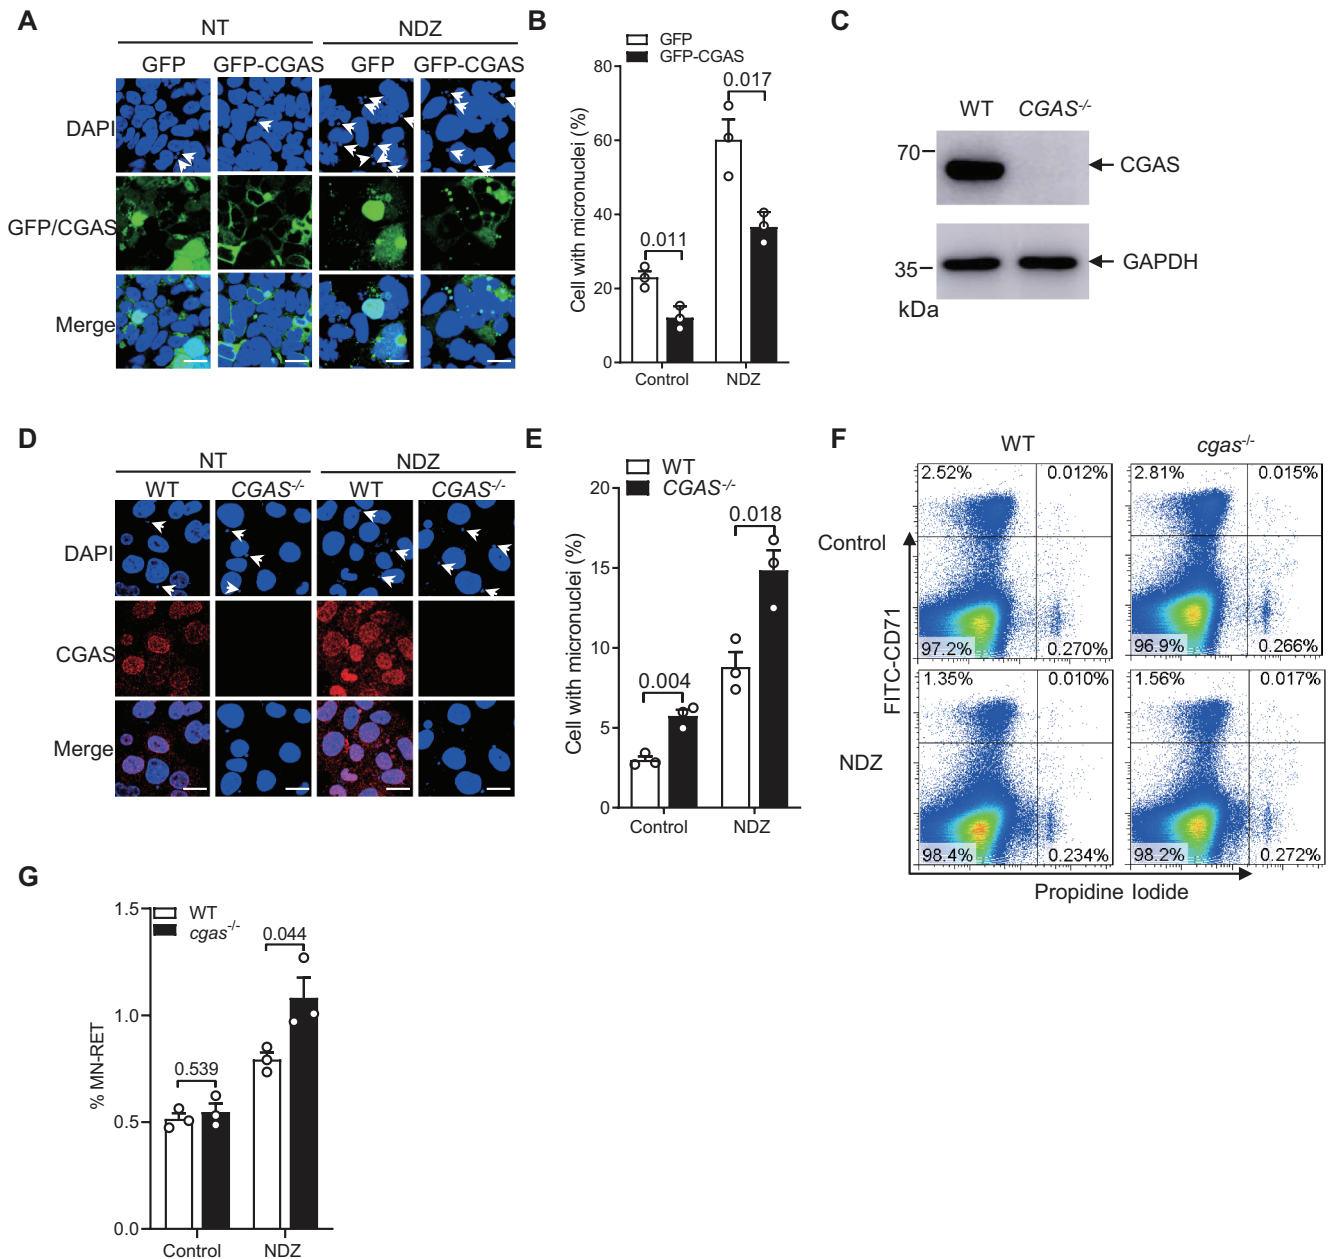 A
NT
NDZ
GFP
GFP-CGAS
GFP
GFP-CGAS
DAPI
GFP/CGAS
Merge
B
GFP
GFP-CGAS
Cell with micronuclei (%)
80
60
40
20
0
0.011
0.017
Control
NDZ
C
WT
CGAS-/-
70
CGAS
35
GAPDH
kDa
D
NT
NDZ
WT
CGAS-/-
WT
CGAS-/-
DAPI
CGAS
Merge
E
WT
CGAS-/-
Cell with micronuclei (%)
20
15
10
5
0
0.004
0.018
Control
NDZ
F
WT
cgas-/-
Control
2.52%
0.012%
97.2%
0.270%
2.81%
0.015%
96.9%
0.266%
NDZ
1.35%
0.010%
98.4%
0.234%
1.56%
0.017%
98.2%
0.272%
FITC-CD71
Propidine Iodide
G
WT
cgas-/-
% MN-RET
1.5
1.0
0.5
0.0
0.539
0.044
Control
NDZ